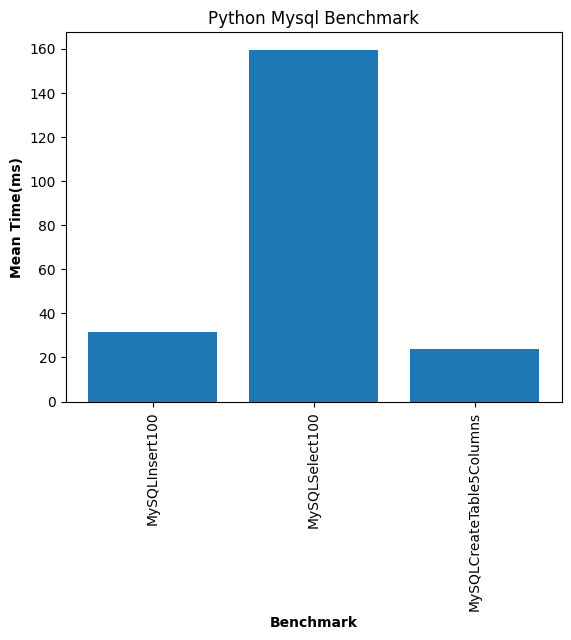 Python Mysql Benchmark
160
140
120
100
80
60
40
20
0
Mean Time(ms)
MySQLInsert100
MySQLSelect100
MySQLCreateTable5Columns
Benchmark